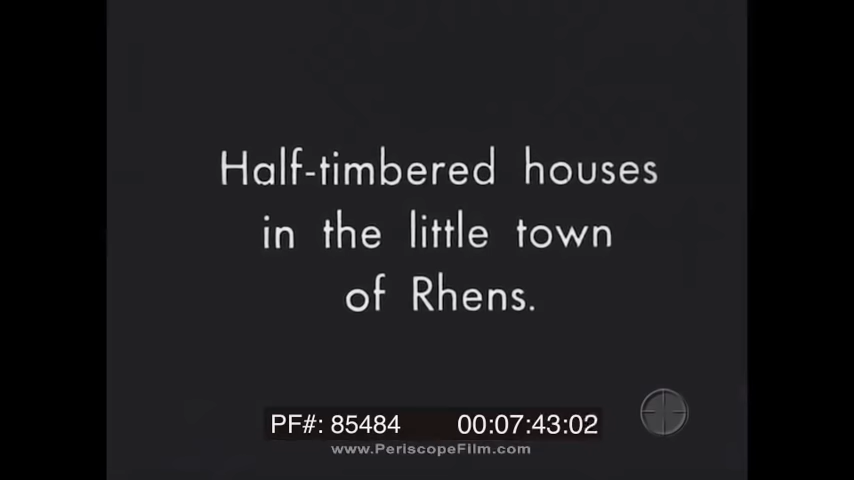 Half-timbered houses
in the little town
of Rhens.
PF#: 85484 00:07:43:02
www.PeriscopeFilm.com